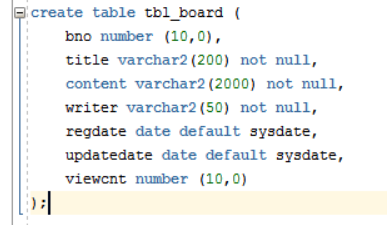 create table tbl_board (
bno number (10,0),
title varchar2(200) not null,
content varchar2(2000) not null,
writer varchar2(50) not null,
regdate date default sysdate,
updatedate date default sysdate,
viewcnt number (10,0)
);